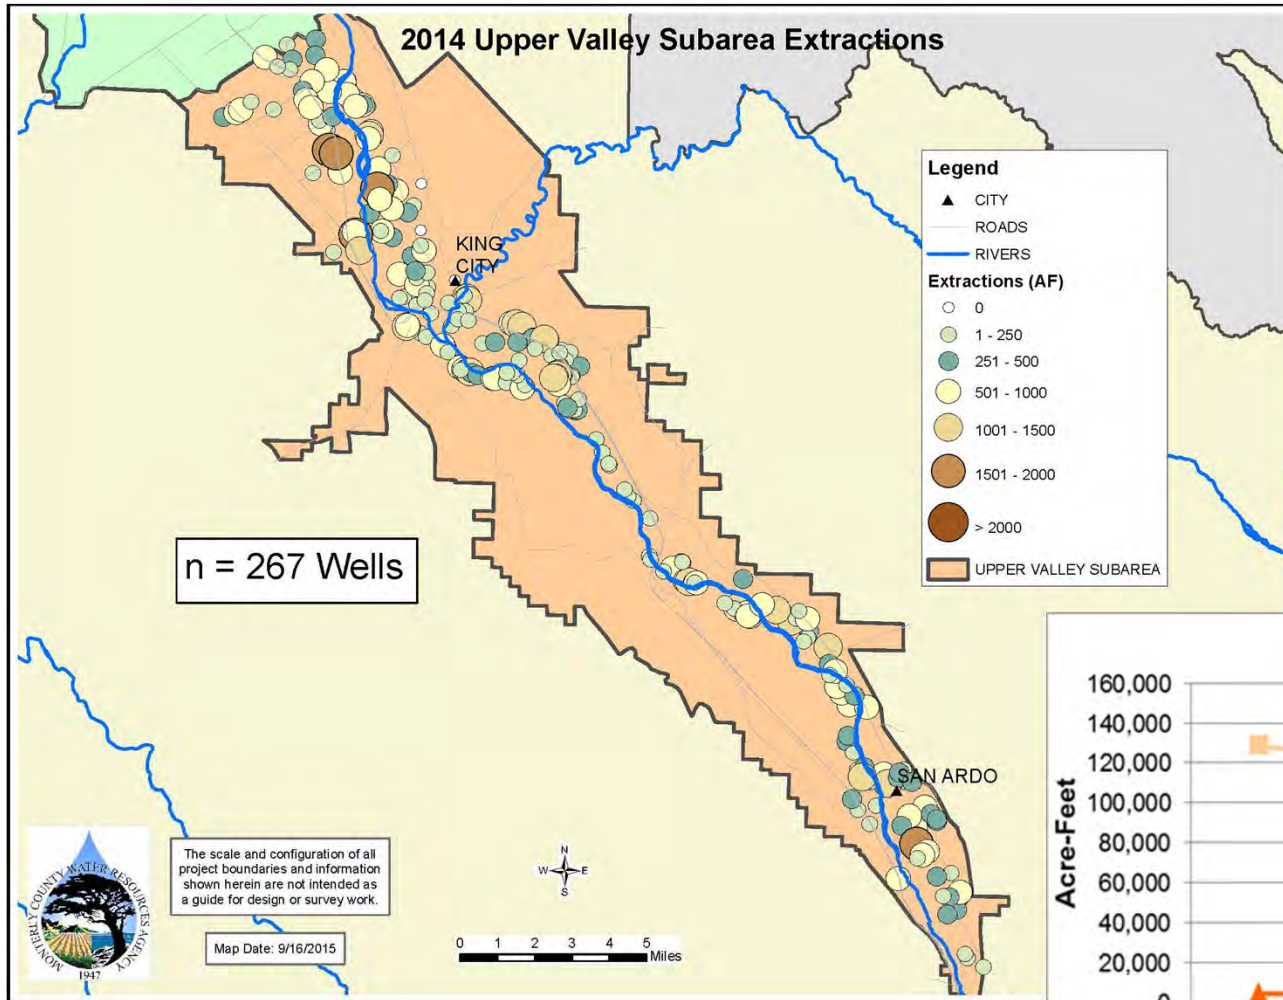 2014 Upper Valley Subarea Extractions
Legend
CITY
ROADS
RIVERS
Extractions (AF)
0
1 - 250
251 - 500
501 - 1000
1001 - 1500
1501 - 2000
> 2000
UPPER VALLEY SUBAREA
KING
CITY
n = 267 Wells
SAN ARDO
160,000
140,000
120,000
100,000
80,000
60,000
40,000
20,000
0
Acre-Feet
MONTEREY COUNTY WATER RESOURCES AGENCY
1947
The scale and configuration of all
project boundaries and information
shown herein are not intended as
a guide for design or survey work.
Map Date: 9/16/2015
N
W E
S
0 1 2 3 4 5
Miles